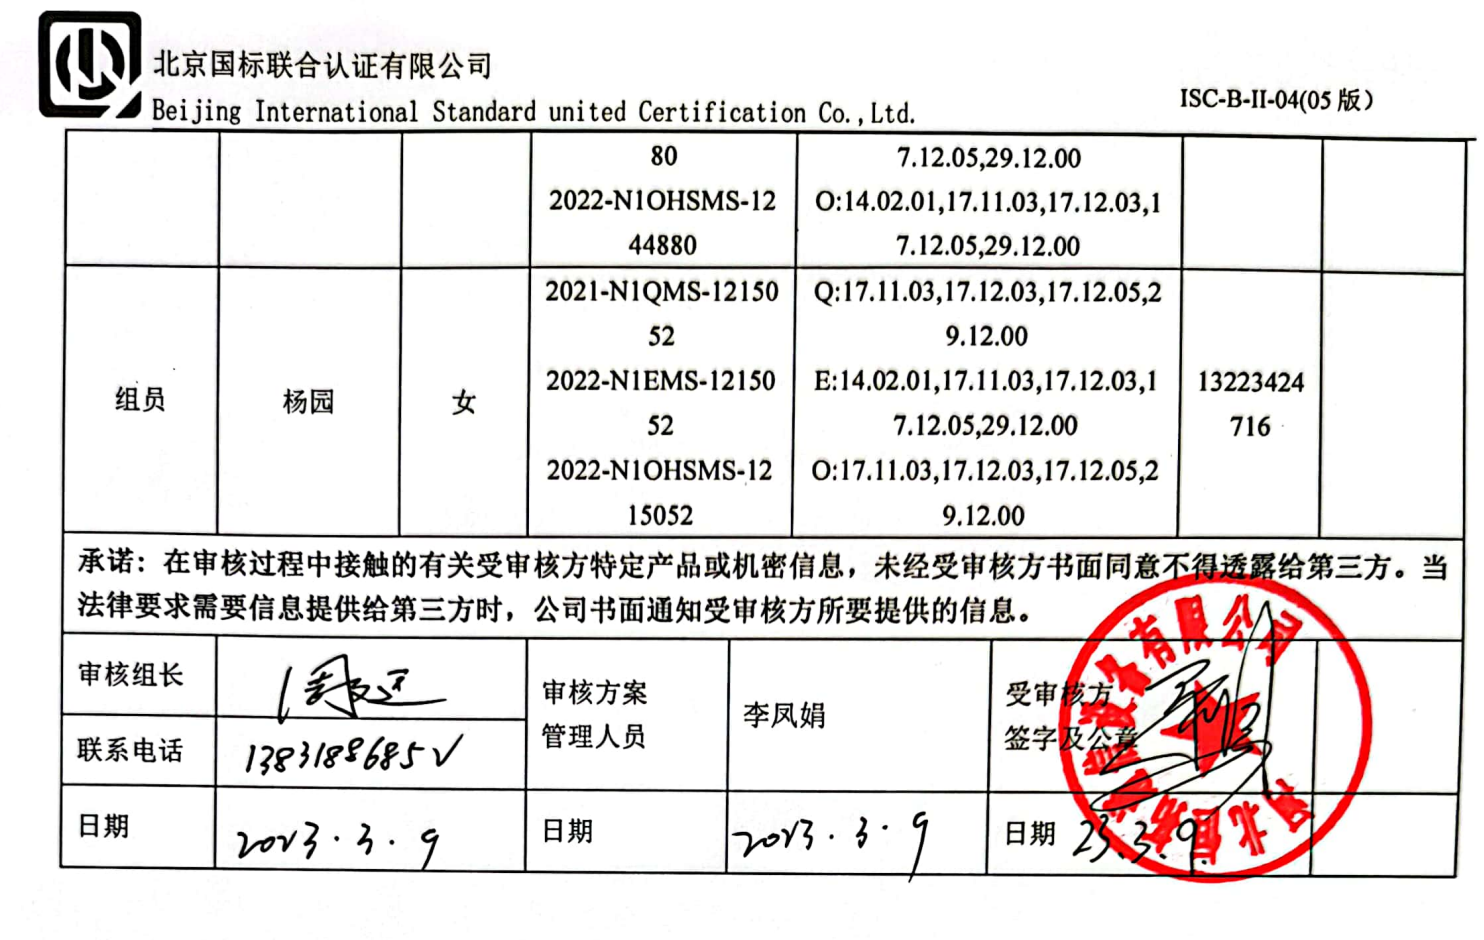 北京国标联合认证有限公司
Beijing International Standard united Certification Co.,Ltd.
ISC-B-II-04(05 版)
80
2022-N1OHSMS-12
44880
7.12.05,29.12.00
O:14.02.01,17.11.03,17.12.03,1
7.12.05,29.12.00
组员
杨园
女
2021-N1QMS-12150
52
2022-N1EMS-12150
52
2022-N1OHSMS-12
15052
Q:17.11.03,17.12.03,17.12.05,2
9.12.00
E:14.02.01,17.11.03,17.12.03,1
7.12.05,29.12.00
O:17.11.03,17.12.03,17.12.05,2
9.12.00
13223424
716
承诺：在审核过程中接触的有关受审核方特定产品或机密信息，未经受审核方书面同意不得透露给第三方。当
法律要求需要信息提供给第三方时，公司书面通知受审核方所要提供的信息。
审核组长
审核方案
管理人员
李凤娟
受审核方
签字及公章
联系电话
日期
2023.3.9
日期
2023.3.9
日期
23.3.9
有限公司